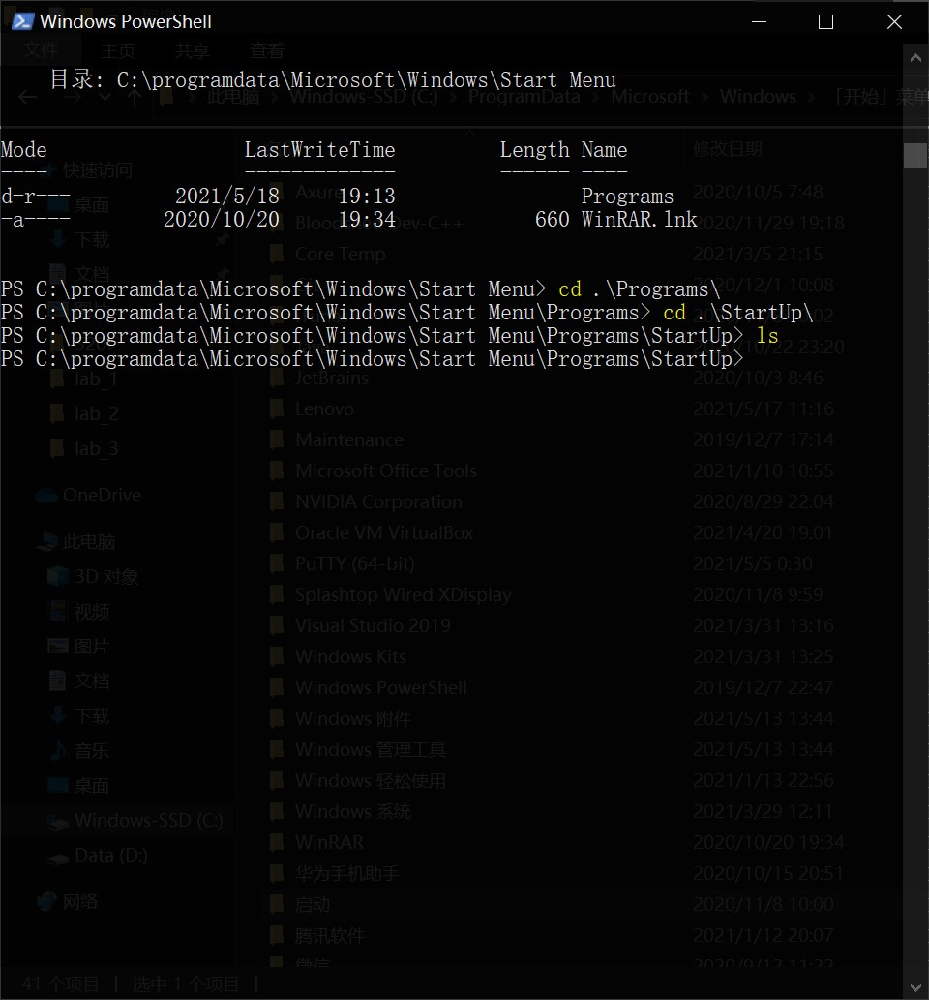 Windows PowerShell
文件 主页 共享 查看
目录: C:\programdata\Microsoft\Windows\Start Menu
此电脑 Windows-SSD (C:) ProgramData Microsoft Windows 「开始」菜单
Mode LastWriteTime Length Name
---- ------------- ------ ----
d-r--- 2021/5/18 19:13 Programs
-a---- 2020/10/20 19:34 660 WinRAR.lnk
PS C:\programdata\Microsoft\Windows\Start Menu> cd .\Programs\
PS C:\programdata\Microsoft\Windows\Start Menu\Programs> cd .\StartUp\
PS C:\programdata\Microsoft\Windows\Start Menu\Programs\StartUp> ls
PS C:\programdata\Microsoft\Windows\Start Menu\Programs\StartUp>
修改日期
快速访问
桌面
下载
文档
lab_1
lab_2
lab_3
OneDrive
此电脑
3D 对象
视频
图片
文档
下载
音乐
桌面
Windows-SSD (C:)
Data (D:)
网络
2020/10/5 7:48
Dev-C++ 2020/11/29 19:18
Core Temp 2021/3/5 21:15
2020/12/1 10:08
22 23:20
JetBrains 2020/10/3 8:46
Lenovo 2021/5/17 11:16
Maintenance 2019/12/7 17:14
Microsoft Office Tools 2021/1/10 10:55
NVIDIA Corporation 2020/8/29 22:04
Oracle VM VirtualBox 2021/4/20 19:01
PuTTY (64-bit) 2021/5/5 0:30
Splashtop Wired XDisplay 2020/11/8 9:59
Visual Studio 2019 2021/3/31 13:16
Windows Kits 2021/3/31 13:25
Windows PowerShell 2019/12/7 22:47
Windows 附件 2021/5/13 13:44
Windows 管理工具 2021/5/13 13:44
Windows 轻松使用 2021/1/13 22:56
Windows 系统 2021/3/29 12:11
WinRAR 2020/10/20 19:34
华为手机助手 2020/10/15 20:51
启动 2020/11/8 10:00
腾讯软件 2021/1/12 20:07
微信 2020/9/12 11:22
41 个项目 | 选中 1 个项目 |